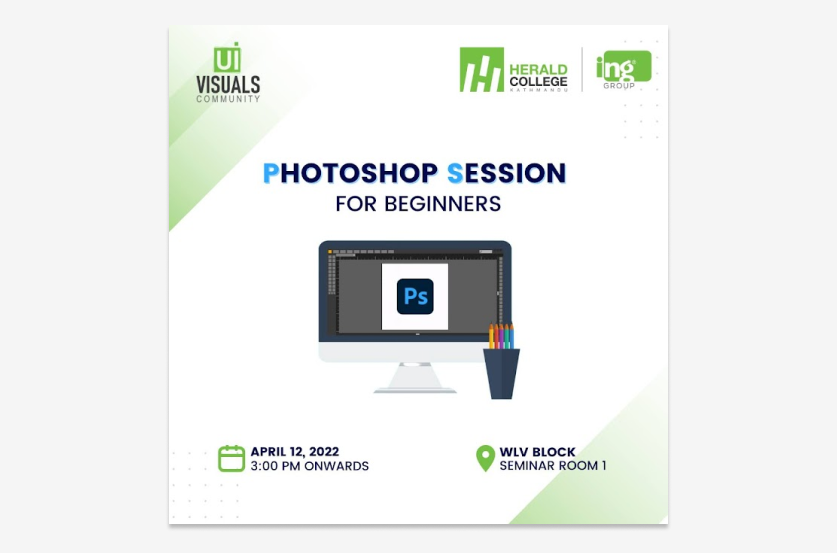 ui
VISUALS
COMMUNITY
HERALD
COLLEGE
KATHMANDU
ing
GROUP
PHOTOSHOP SESSION
FOR BEGINNERS
Ps
APRIL 12, 2022
3:00 PM ONWARDS
WLV BLOCK
SEMINAR ROOM 1